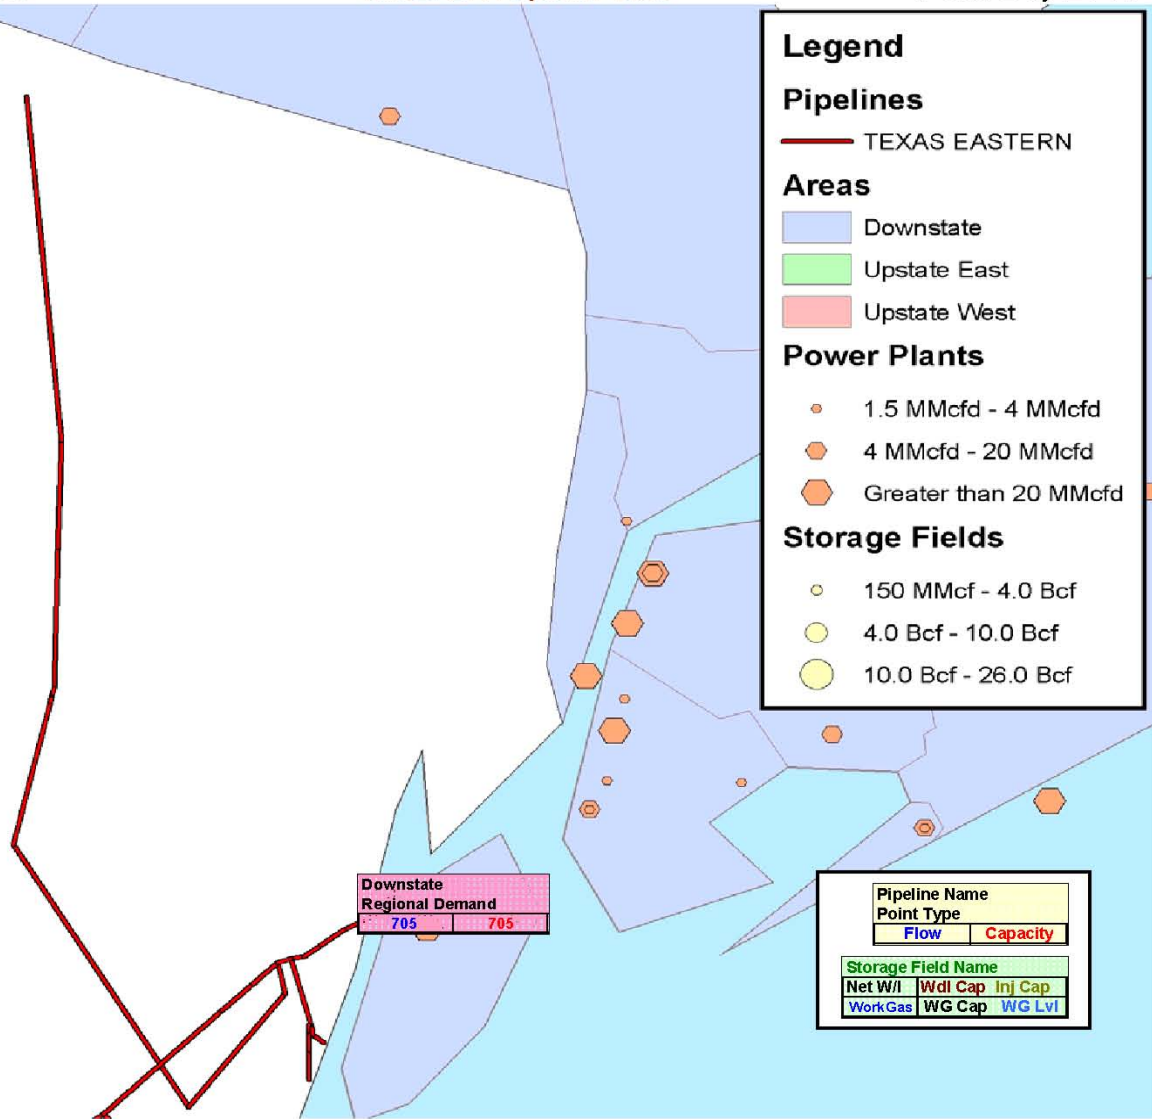 Legend
Pipelines
TEXAS EASTERN
Areas
Downstate
Upstate East
Upstate West
Power Plants
1.5 MMcfd - 4 MMcfd
4 MMcfd - 20 MMcfd
Greater than 20 MMcfd
Storage Fields
150 MMcf - 4.0 Bcf
4.0 Bcf - 10.0 Bcf
10.0 Bcf - 26.0 Bcf
Downstate
Regional Demand
705 705
Pipeline Name
Point Type
Flow Capacity
Storage Field Name
Net W/I Wdl Cap Inj Cap
WorkGas WG Cap WG Lvl